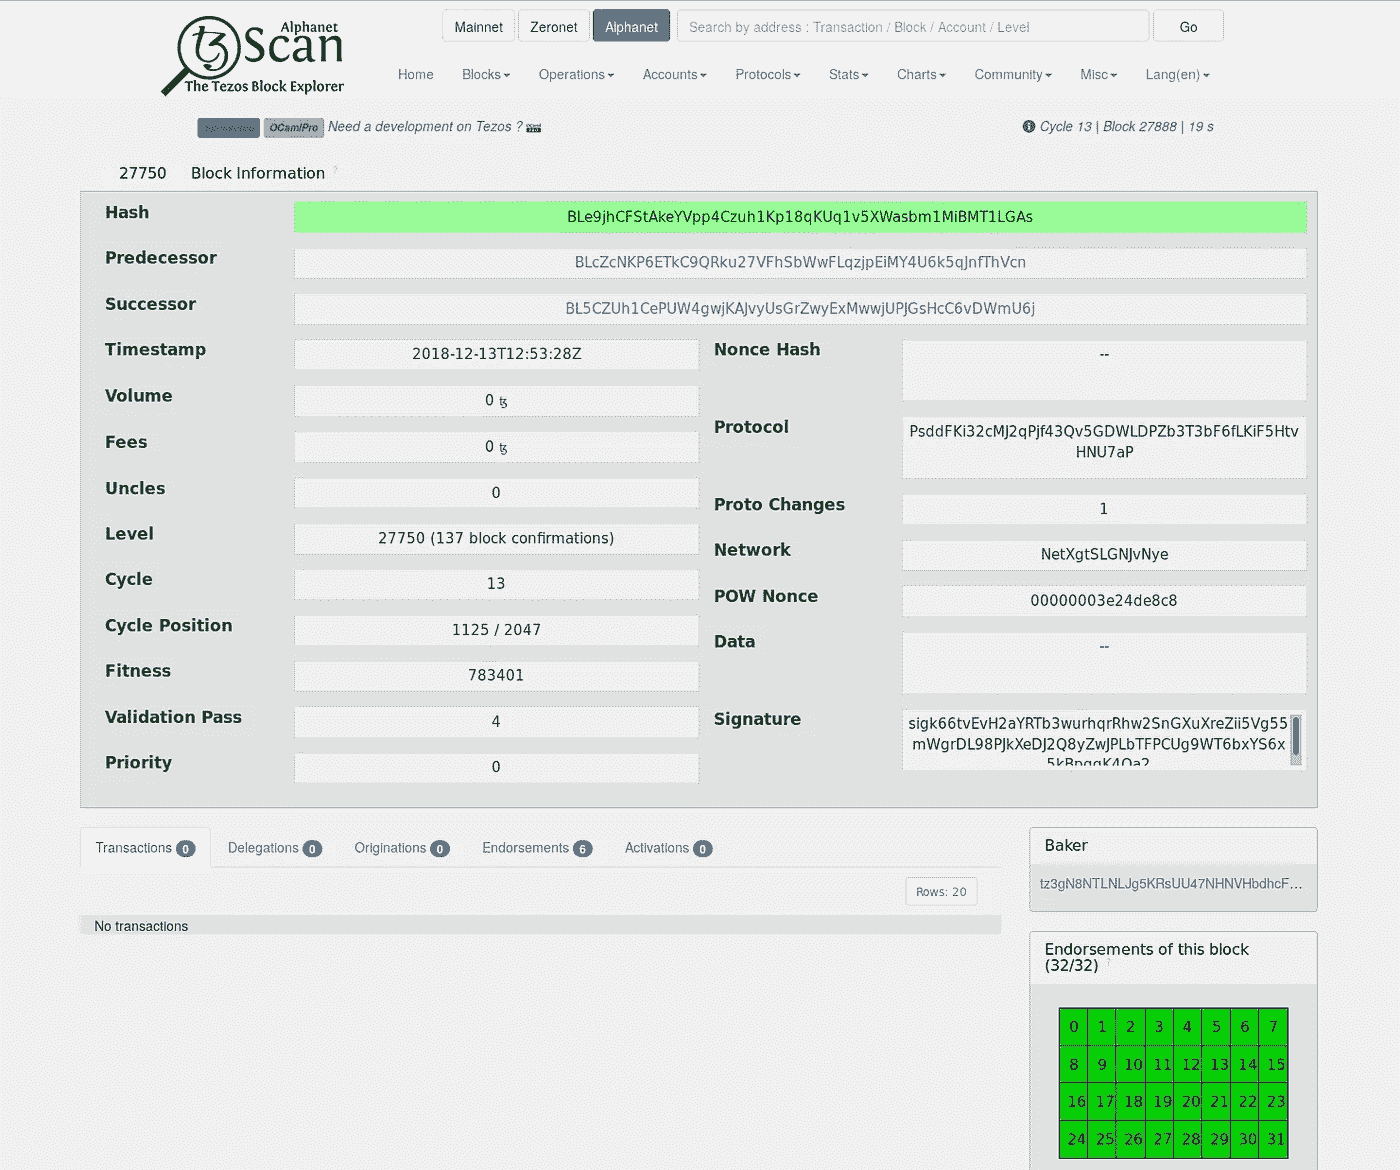 Alphanet
Scan
The Tezos Block Explorer
Mainnet Zeronet Alphanet Search by address : Transaction / Block / Account / Level Go
Home Blocks Operations Accounts Protocols Stats Charts Community Misc Lang(en)
OCamlPro Need a development on Tezos ? Cycle 13 | Block 27888 | 19 s
27750 Block Information ?
Hash BLe9jhCFStAkeYVpp4Czuh1Kp18qKUq1v5XWasbm1MiBMT1LGAs
Predecessor BLcZcNKP6ETkC9QRku27VFhSbWwFLqzjpEiMY4U6k5qJnfThVcn
Successor BL5CZUh1CePUW4gwjKAJvyUsGrZwyExMwwjUPJGsHcC6vDWmU6j
Timestamp 2018-12-13T12:53:28Z
Volume 0 ꜩ
Fees 0 ꜩ
Uncles 0
Level 27750 (137 block confirmations)
Cycle 13
Cycle Position 1125 / 2047
Fitness 783401
Validation Pass 4
Priority 0
Nonce Hash --
Protocol PsddFKi32cMJ2qPjf43Qv5GDWLDPZb3T3bF6fLKiF5Htv
HNU7aP
Proto Changes 1
Network NetXgtSLGNJvNye
POW Nonce 00000003e24de8c8
Data --
Signature sigk66tvEvH2aYRTb3wurhqrRhw2SnGXuXreZii5Vg55
mWgrDL98PJkXeDJ2Q8yZwJPLbTFPCUg9WT6bxYS6x
Transactions 0 Delegations 0 Originations 0 Endorsements 6 Activations 0
Rows: 20
No transactions
Baker
tz3gN8NTLNLJg5KRsUU47NHNVHbdhcF...
Endorsements of this block
(32/32) ?
0 1 2 3 4 5 6 7
8 9 10 11 12 13 14 15
16 17 18 19 20 21 22 23
24 25 26 27 28 29 30 31